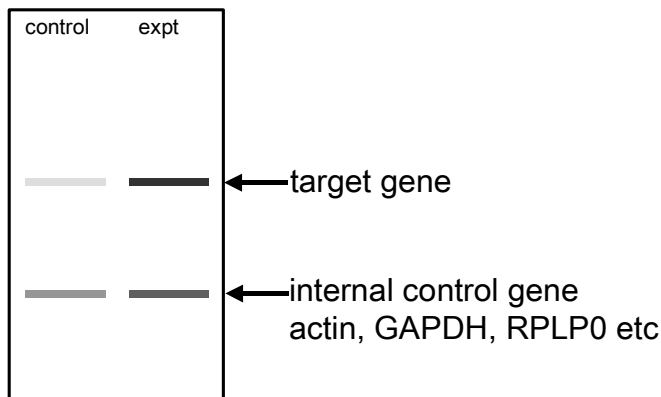 control expt
target gene
internal control gene
actin, GAPDH, RPLP0 etc